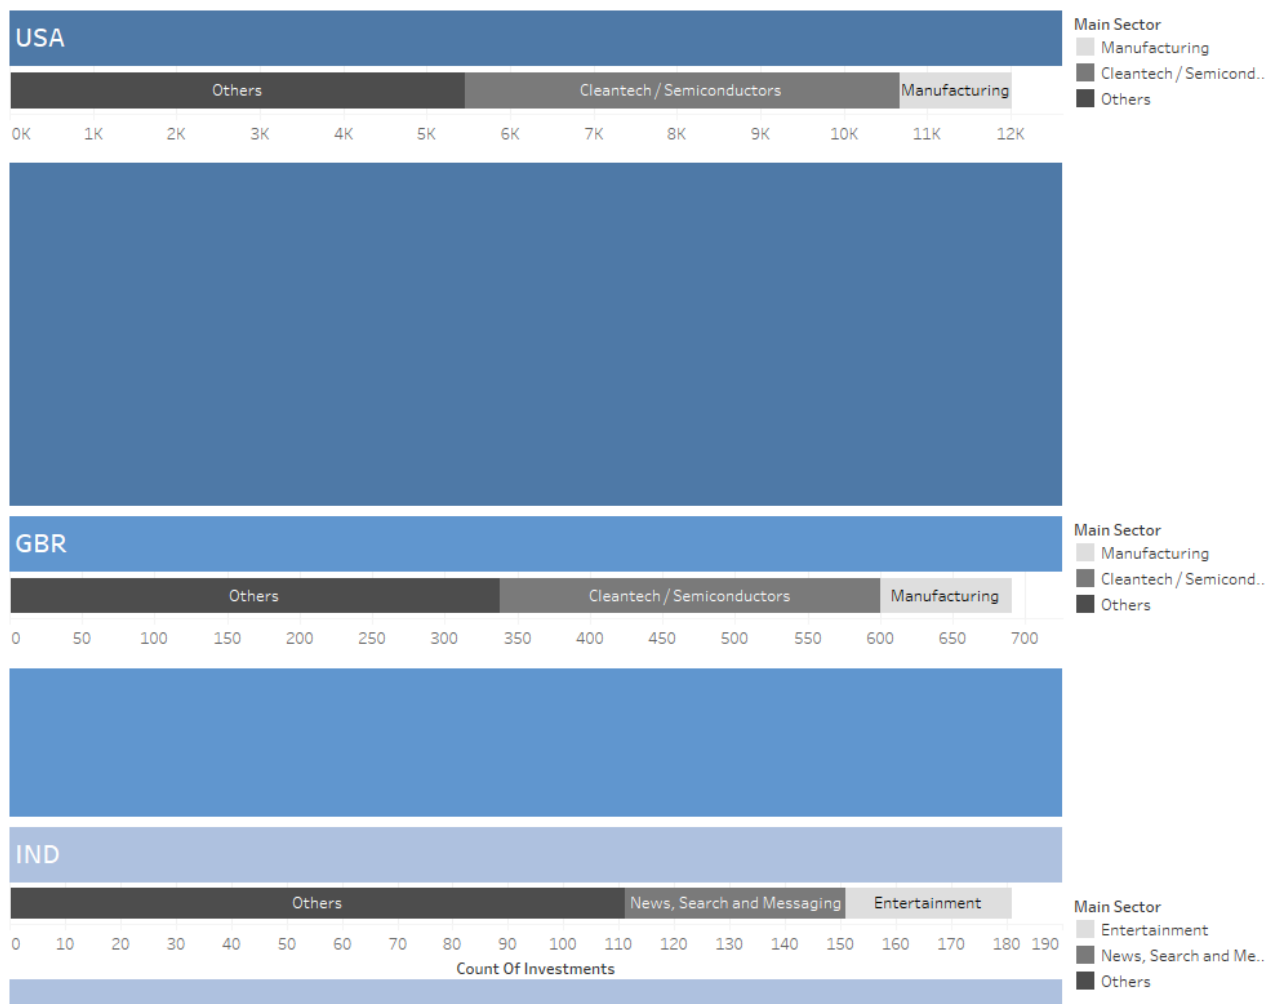 USA
Main Sector
Manufacturing
Cleantech / Semicond..
Others
Others Cleantech / Semiconductors Manufacturing
0K 1K 2K 3K 4K 5K 6K 7K 8K 9K 10K 11K 12K
GBR
Main Sector
Manufacturing
Cleantech / Semicond..
Others
Others Cleantech / Semiconductors Manufacturing
0 50 100 150 200 250 300 350 400 450 500 550 600 650 700
IND
Others News, Search and Messaging Entertainment
0 10 20 30 40 50 60 70 80 90 100 110 120 130 140 150 160 170 180 190
Count Of Investments
Main Sector
Entertainment
News, Search and Me..
Others